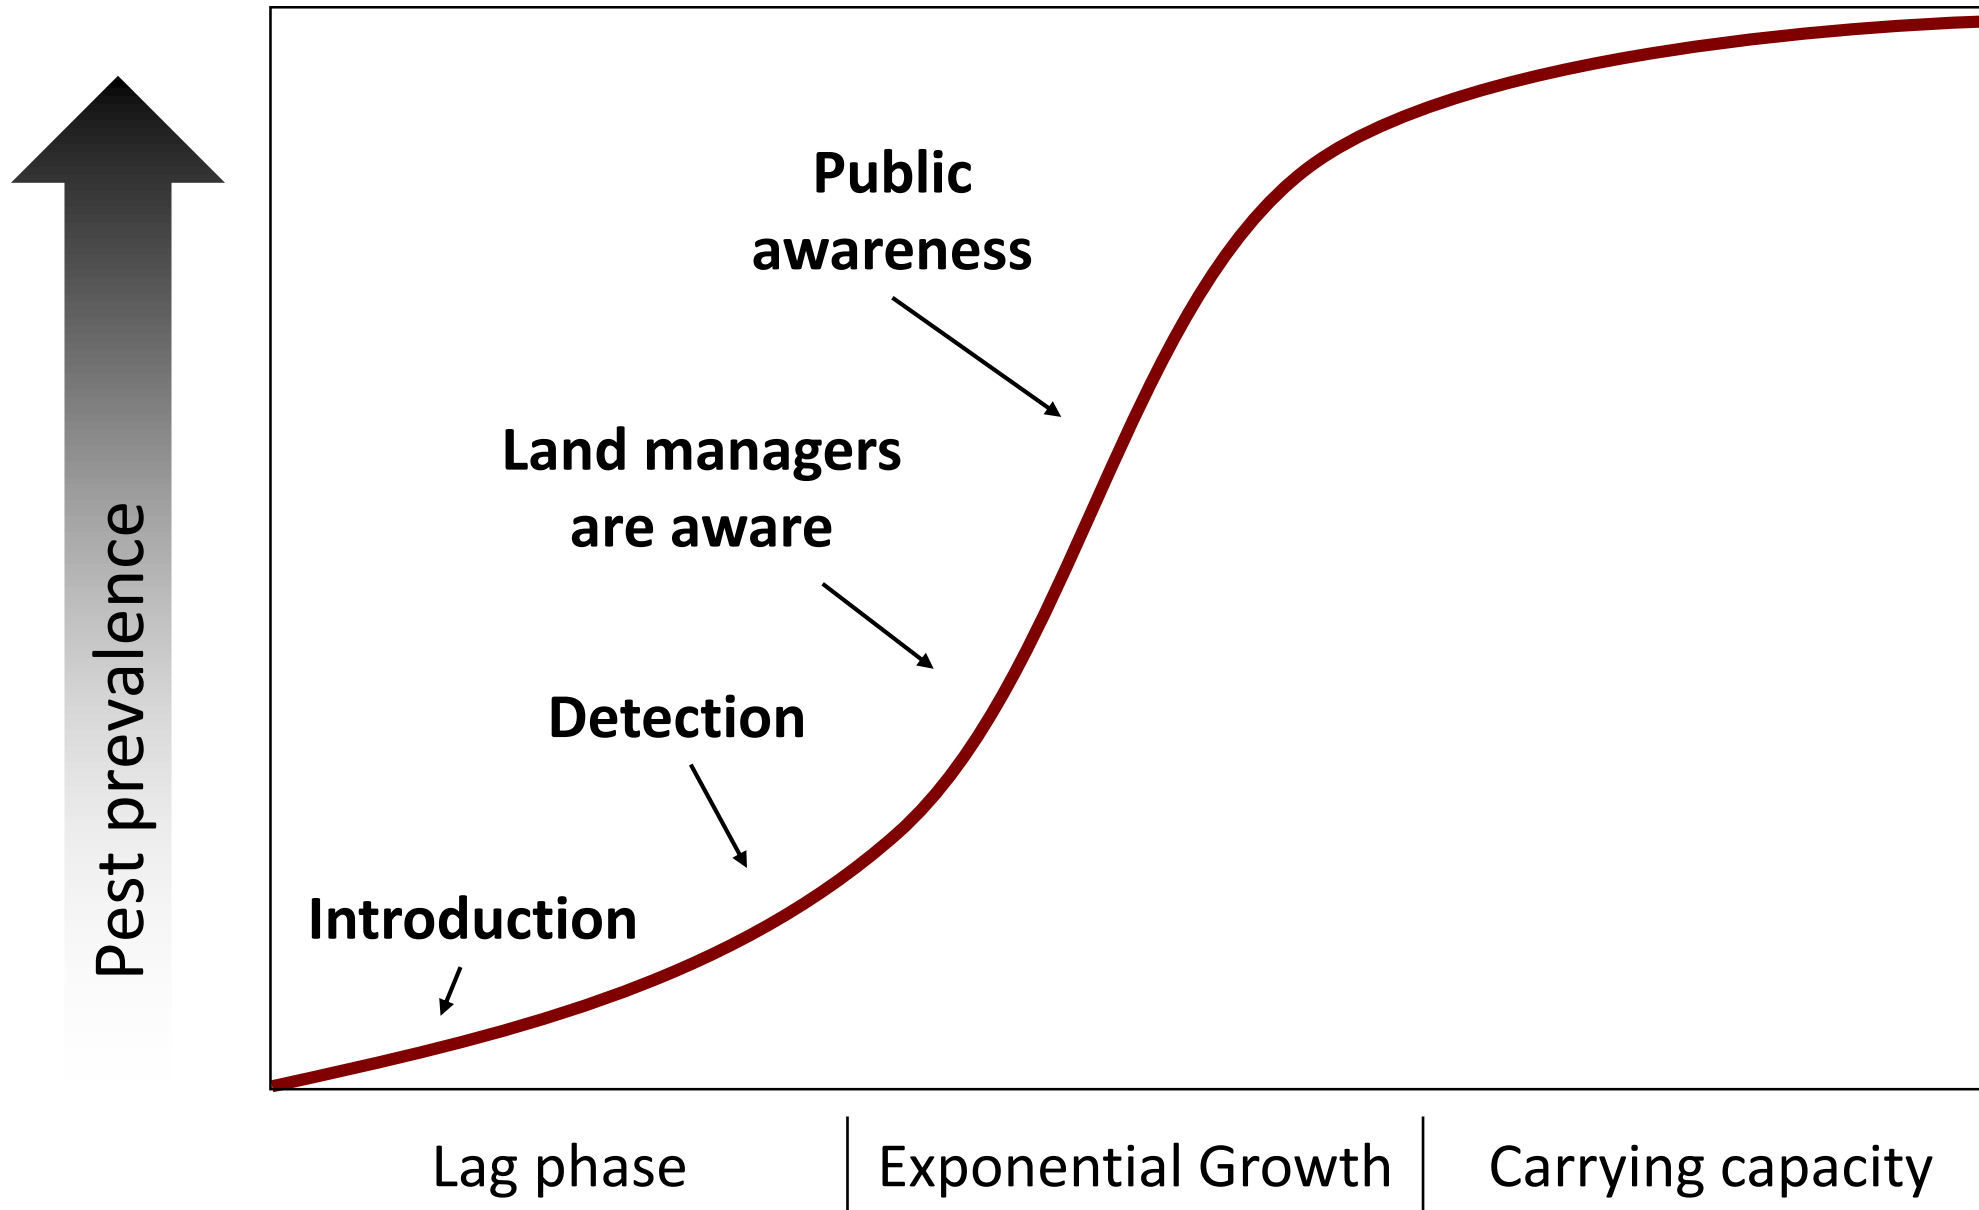 Public
awareness
Land managers
are aware
Detection
Introduction
Pest prevalence
Lag phase
Exponential Growth
Carrying capacity